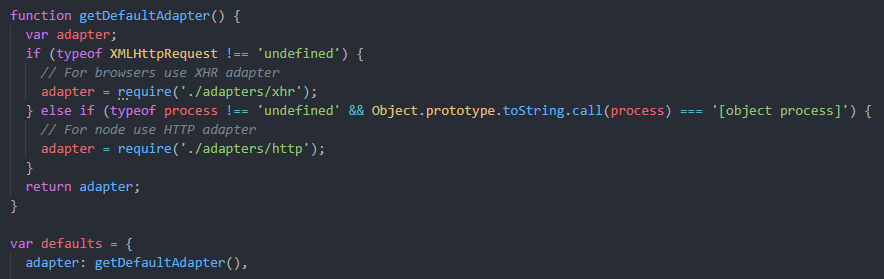 function getDefaultAdapter() {
  var adapter;
  if (typeof XMLHttpRequest !== 'undefined') {
    // For browsers use XHR adapter
    adapter = require('./adapters/xhr');
  } else if (typeof process !== 'undefined' && Object.prototype.toString.call(process) === '[object process]') {
    // For node use HTTP adapter
    adapter = require('./adapters/http');
  }
  return adapter;
}

var defaults = {
  adapter: getDefaultAdapter(),